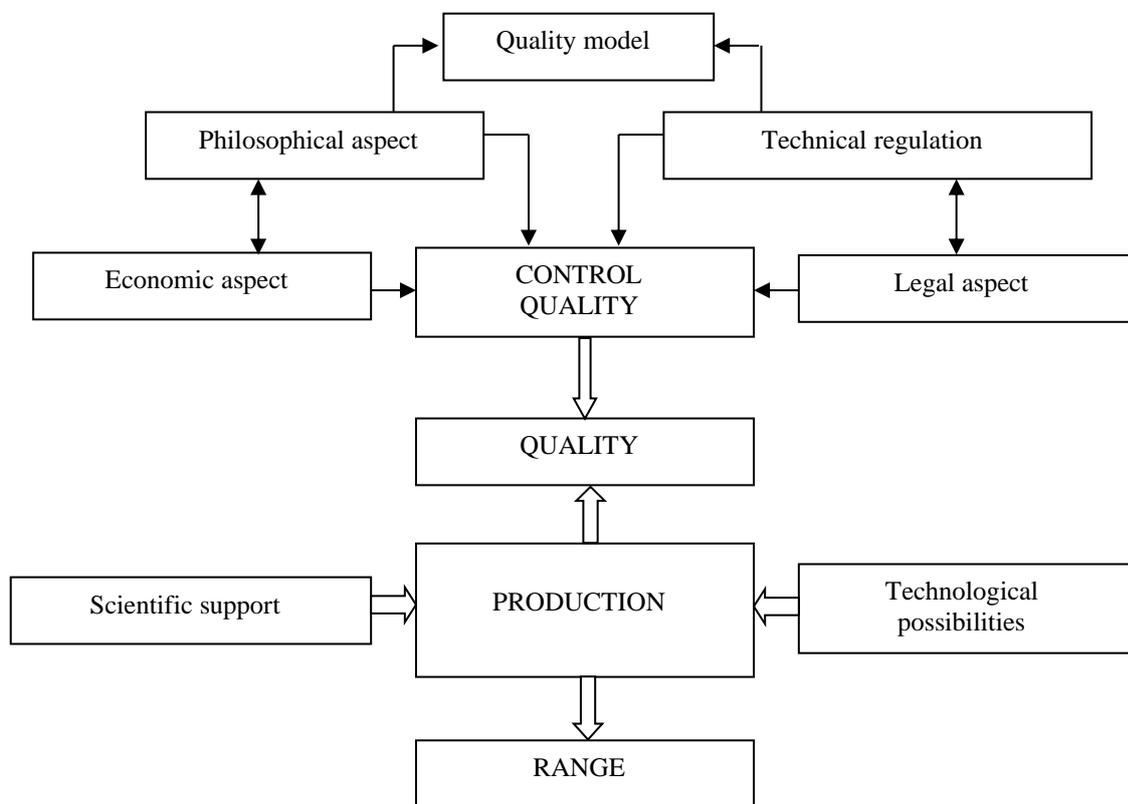 Quality model
Philosophical aspect
Technical regulation
Economic aspect
CONTROL
QUALITY
Legal aspect
QUALITY
Scientific support
PRODUCTION
Technological
possibilities
RANGE